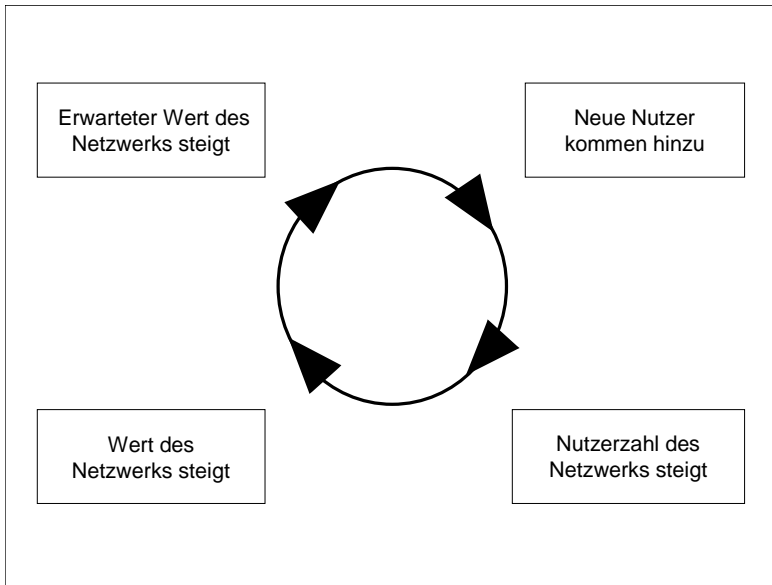 Erwarteter Wert des
Netzwerks steigt
Neue Nutzer
kommen hinzu
Wert des
Netzwerks steigt
Nutzerzahl des
Netzwerks steigt